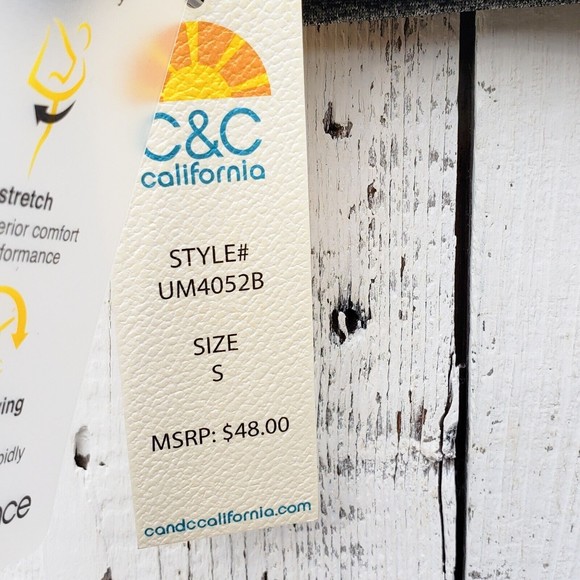 stretch
comfort
C&C
california
STYLE#
UM4052B
SIZE
S
MSRP: $48.00
candccalifornia.com